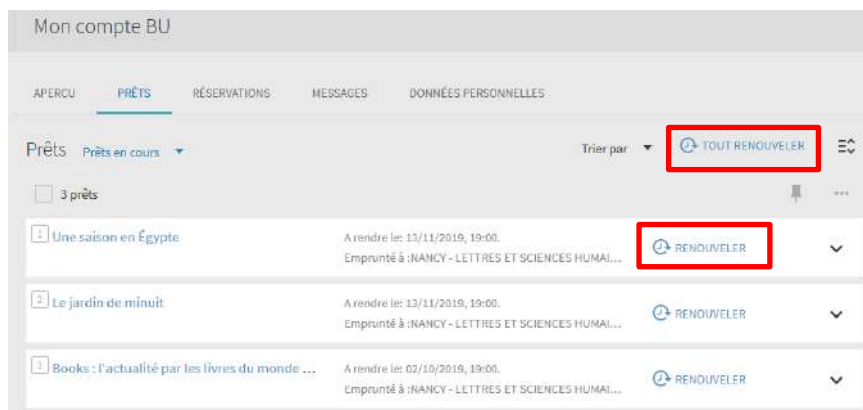 Mon compte BU
APERCU PRÊTS RÉSERVATIONS MESSAGES DONNÉES PERSONNELLES
Prêts Prêts en cours Trier par TOUT RENOUVELER
3 prêts
1 Une saison en Égypte A rendre le: 13/11/2019, 19:00. RENOUVELER
Emprunté à :NANCY - LETTRES ET SCIENCES HUMAI...
2 Le jardin de minuit A rendre le: 13/11/2019, 19:00. RENOUVELER
Emprunté à :NANCY - LETTRES ET SCIENCES HUMAI...
3 Books : l'actualité par les livres du monde ... A rendre le: 02/10/2019, 19:00. RENOUVELER
Emprunté à :NANCY - LETTRES ET SCIENCES HUMAI...